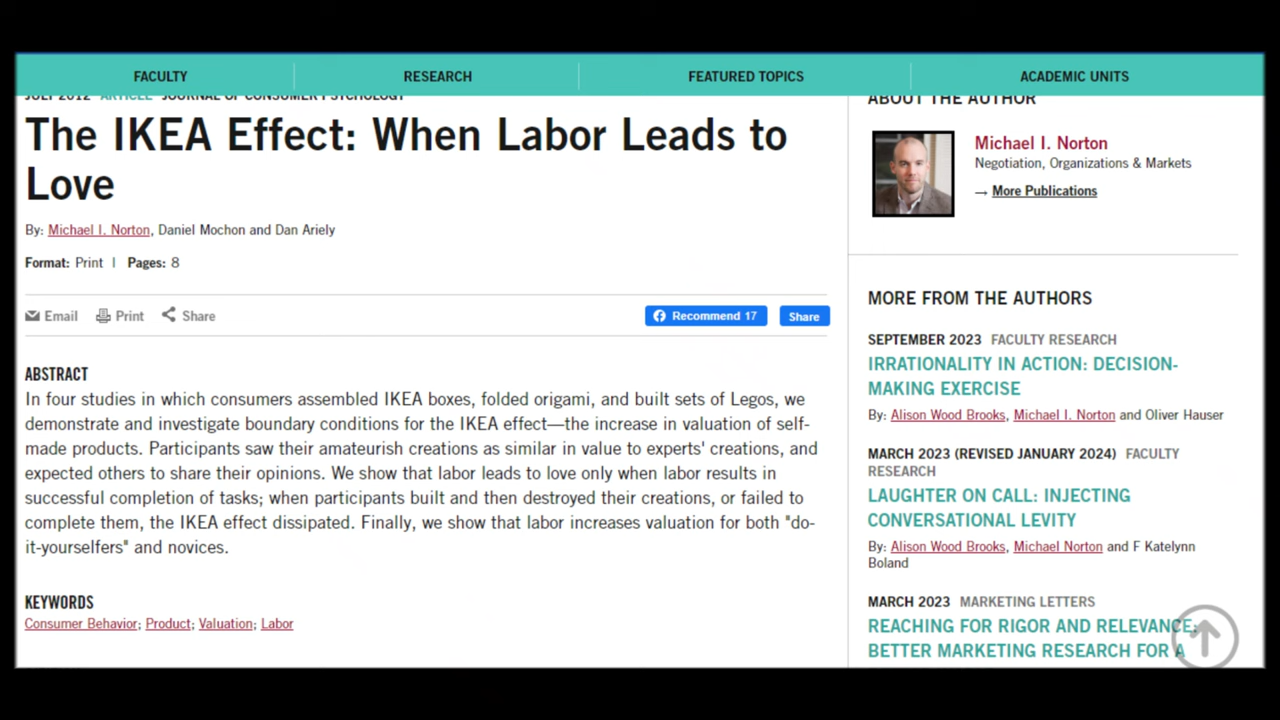 FACULTY
RESEARCH
FEATURED TOPICS
ACADEMIC UNITS
JULY 2012 ARTICLE JOURNAL OF CONSUMER PSYCHOLOGY
The IKEA Effect: When Labor Leads to
Love
By: Michael I. Norton, Daniel Mochon and Dan Ariely
Format: Print | Pages: 8
Email Print Share
Recommend 17 Share
ABSTRACT
In four studies in which consumers assembled IKEA boxes, folded origami, and built sets of Legos, we
demonstrate and investigate boundary conditions for the IKEA effect—the increase in valuation of self-
made products. Participants saw their amateurish creations as similar in value to experts' creations, and
expected others to share their opinions. We show that labor leads to love only when labor results in
successful completion of tasks; when participants built and then destroyed their creations, or failed to
complete them, the IKEA effect dissipated. Finally, we show that labor increases valuation for both "do-
it-yourselfers" and novices.
KEYWORDS
Consumer Behavior; Product; Valuation; Labor
ABOUT THE AUTHOR
Michael I. Norton
Negotiation, Organizations & Markets
→ More Publications
MORE FROM THE AUTHORS
SEPTEMBER 2023 FACULTY RESEARCH
IRRATIONALITY IN ACTION: DECISION-
MAKING EXERCISE
By: Alison Wood Brooks, Michael I. Norton and Oliver Hauser
MARCH 2023 (REVISED JANUARY 2024) FACULTY
RESEARCH
LAUGHTER ON CALL: INJECTING
CONVERSATIONAL LEVITY
By: Alison Wood Brooks, Michael Norton and F Katelynn
Boland
MARCH 2023 MARKETING LETTERS
REACHING FOR RIGOR AND RELEVANCE:
BETTER MARKETING RESEARCH FOR A